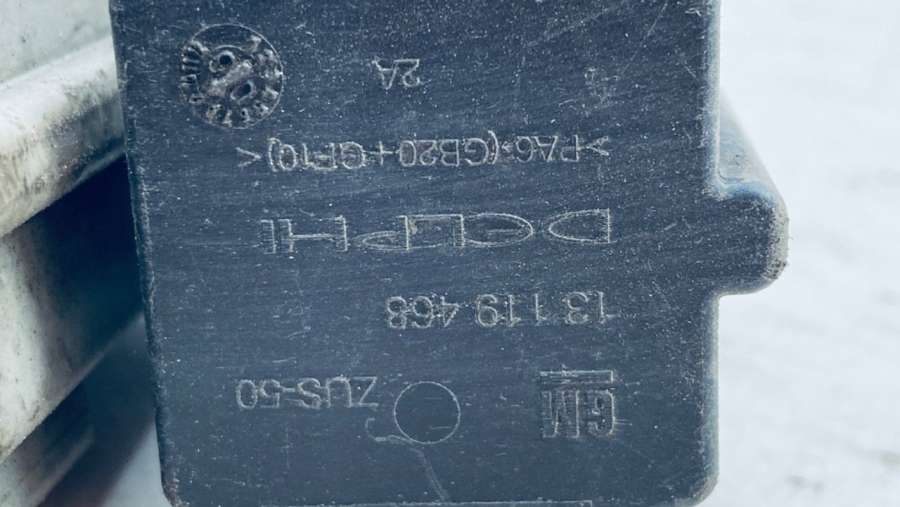 GM ZUS-50
13 119 468
DELPHI
>PA6-(GB20+GF10)<
2A